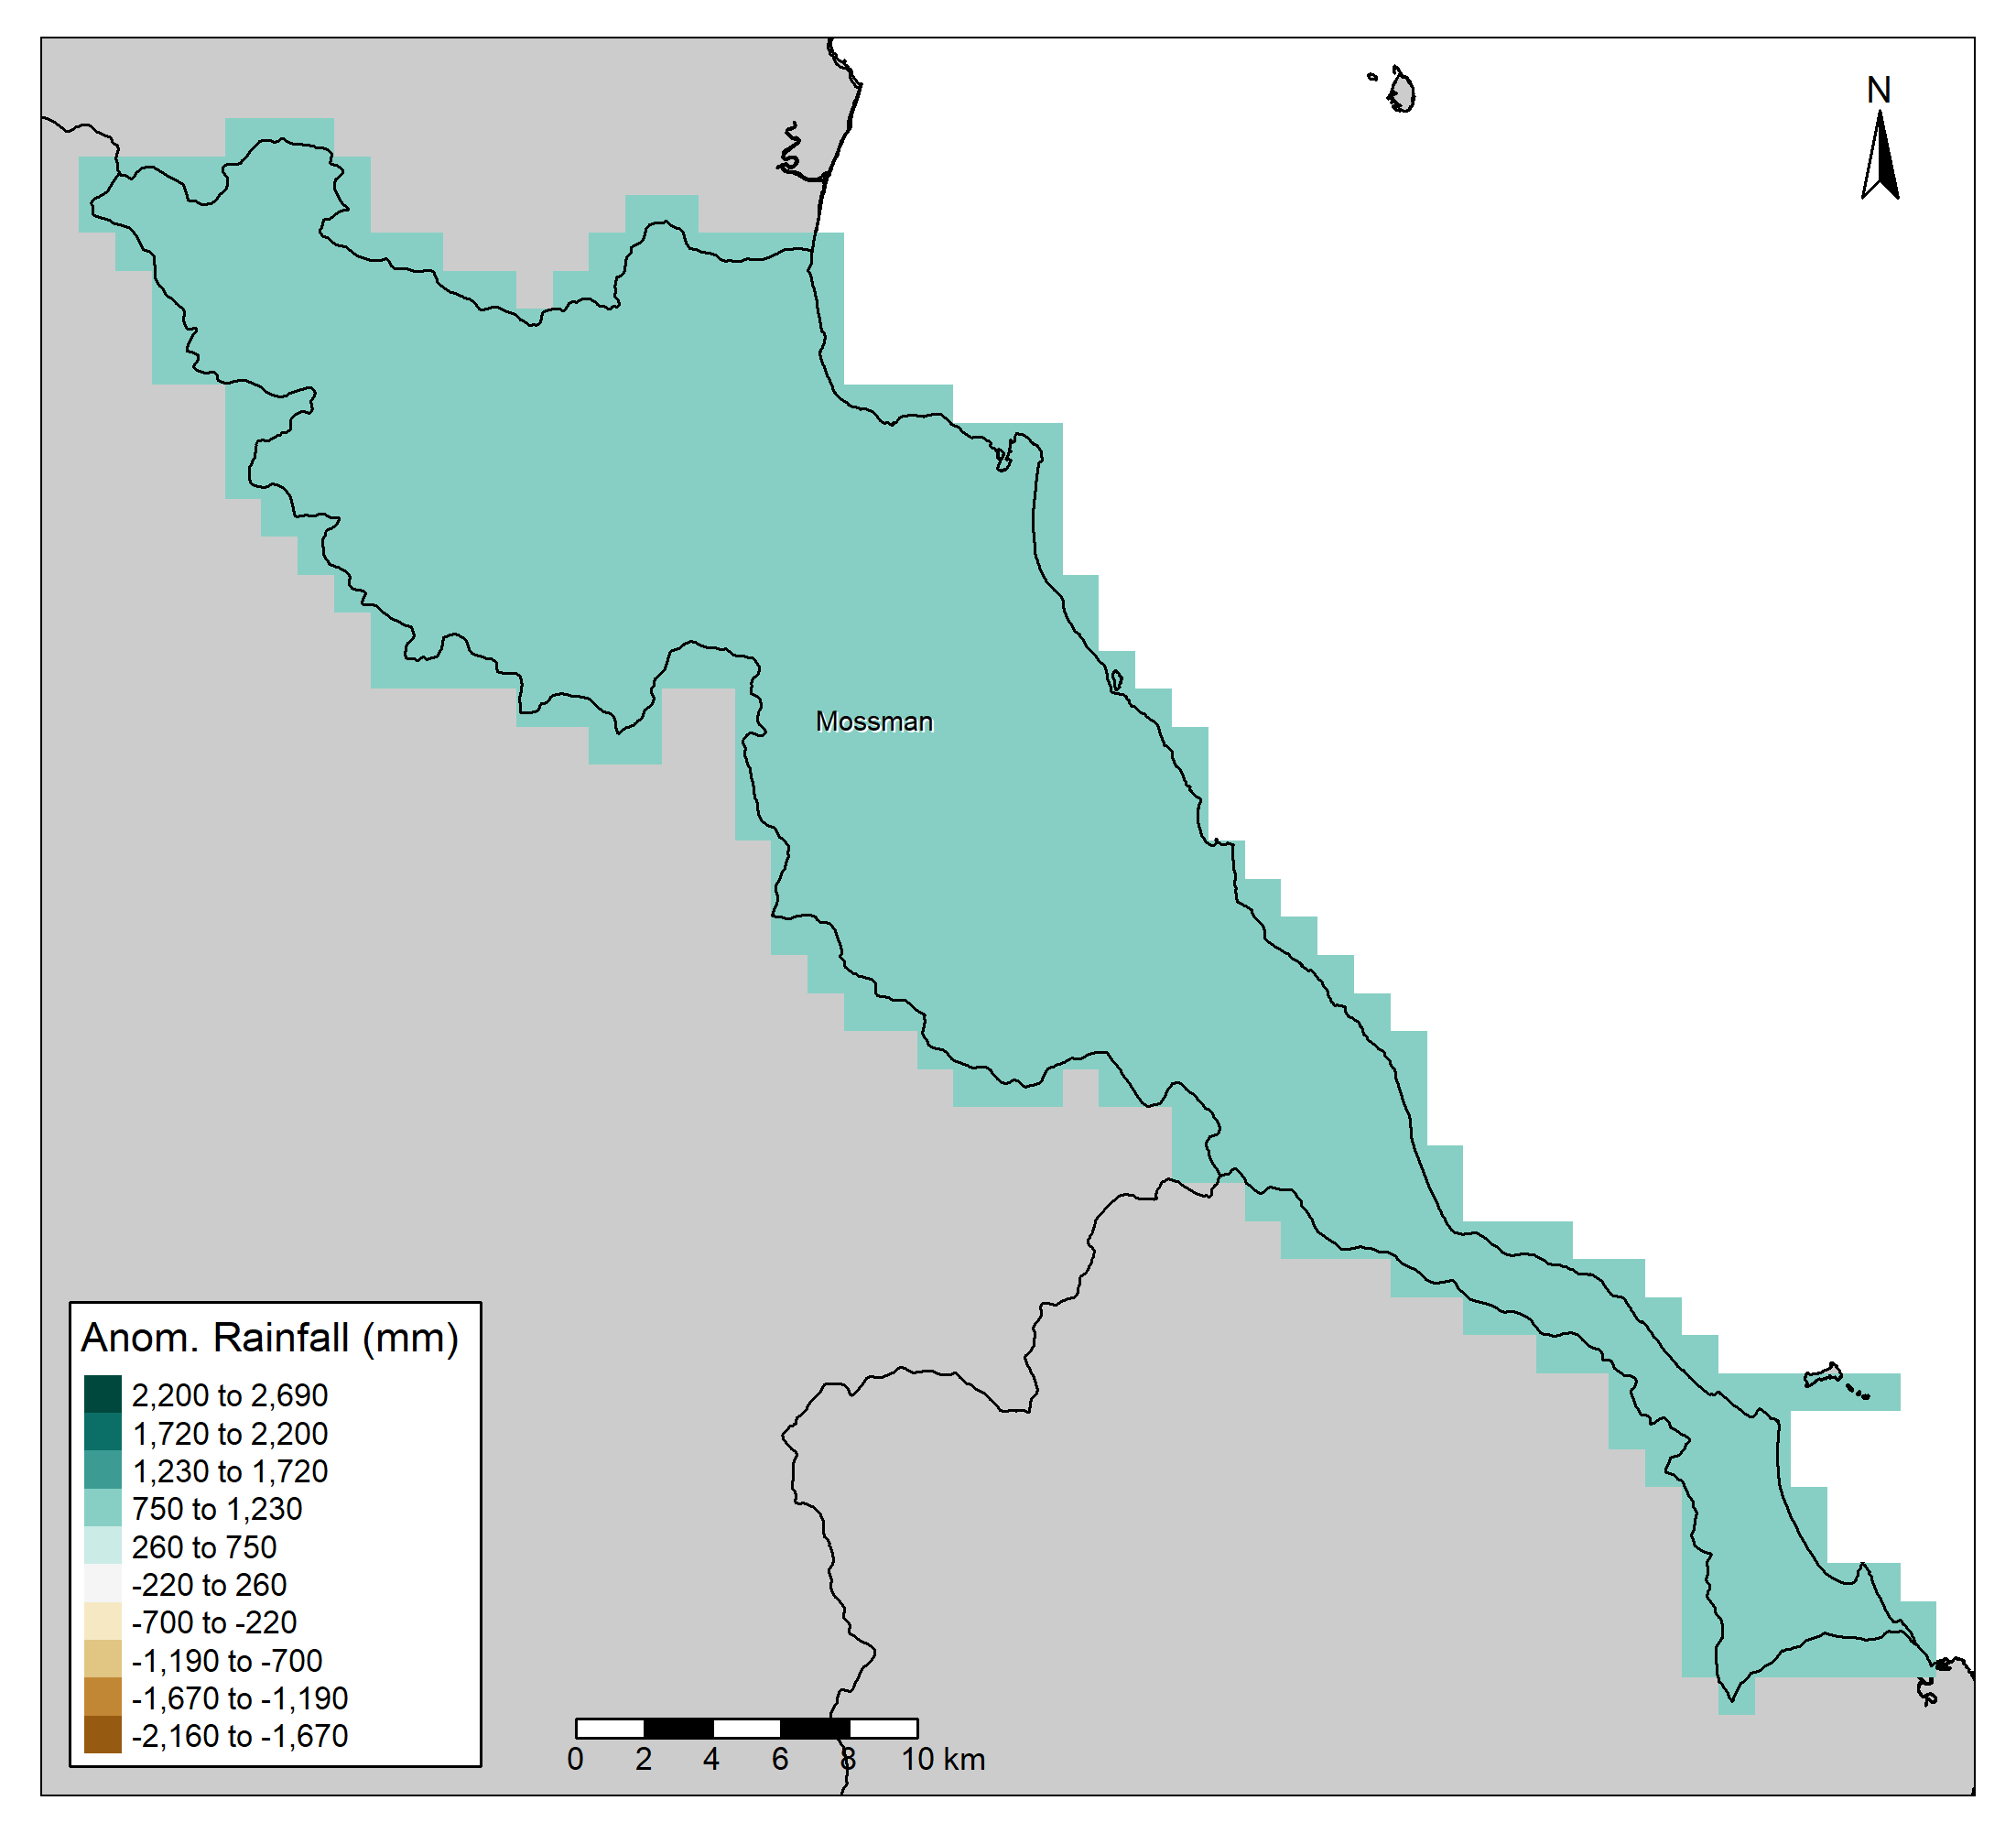 N
Mossman
Anom. Rainfall (mm)
2,200 to 2,690
1,720 to 2,200
1,230 to 1,720
750 to 1,230
260 to 750
-220 to 260
-700 to -220
-1,190 to -700
-1,670 to -1,190
-2,160 to -1,670
0 2 4 6 8 10 km